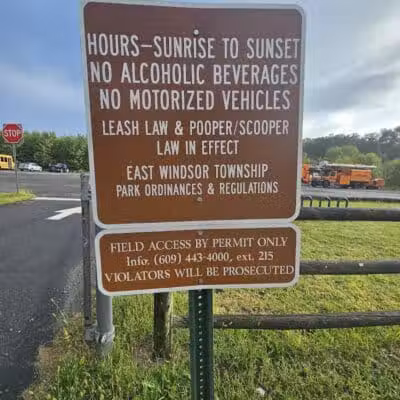 HOURS-SUNRISE TO SUNSET
NO ALCOHOLIC BEVERAGES
NO MOTORIZED VEHICLES
LEASH LAW & POOPER/SCOOPER
LAW IN EFFECT
EAST WINDSOR TOWNSHIP
PARK ORDINANCES & REGULATIONS
FIELD ACCESS BY PERMIT ONLY
Info. (609) 443-4000, ext. 215
VIOLATORS WILL BE PROSECUTED
STOP